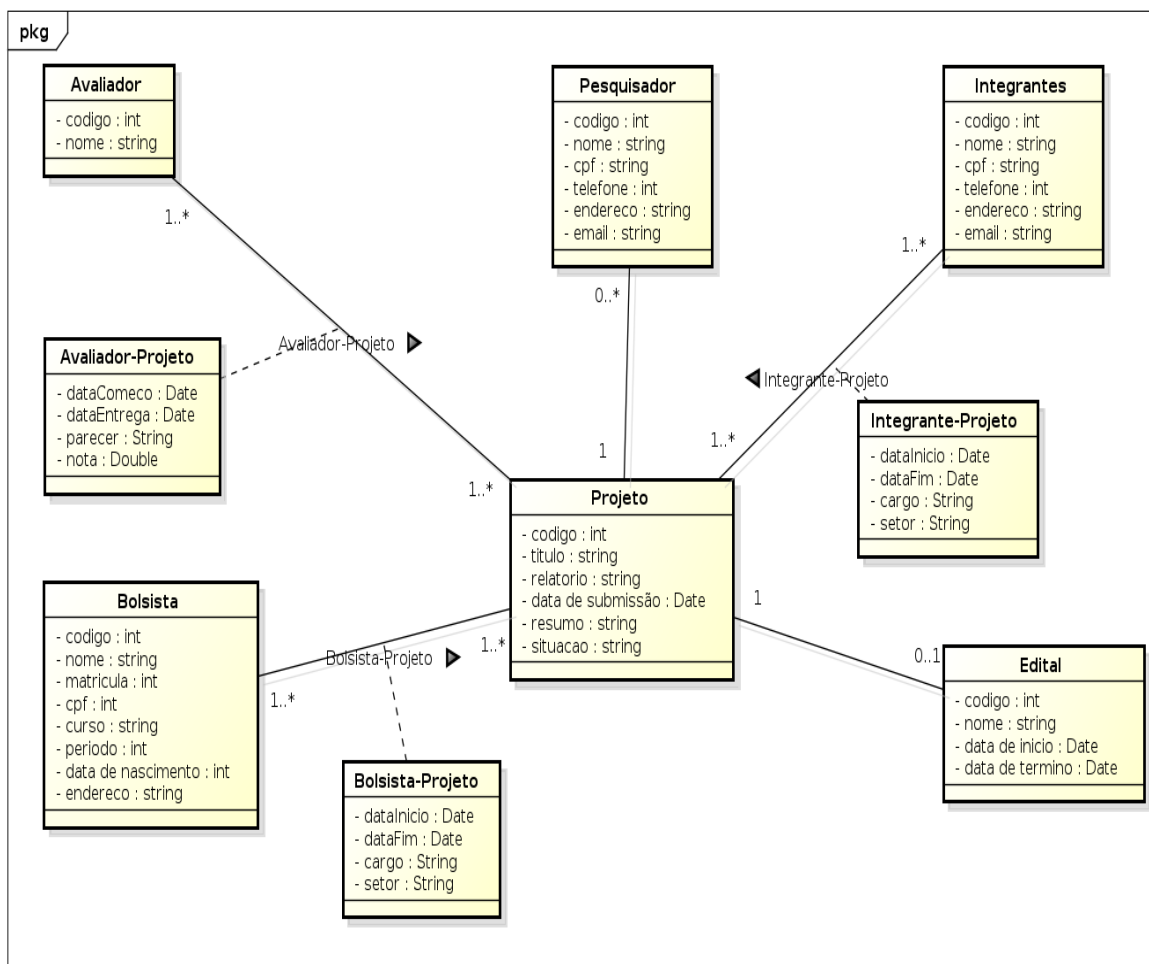 pkg
Avaliador
- codigo : int
- nome : string
Pesquisador
- codigo : int
- nome : string
- cpf : string
- telefone : int
- endereco : string
- email : string
Integrantes
- codigo : int
- nome : string
- cpf : string
- telefone : int
- endereco : string
- email : string
1..*
0..*
1..*
Avaliador-Projeto
Avaliador-Projeto
- dataComeco : Date
- dataEntrega : Date
- parecer : String
- nota : Double
Integrante-Projeto
Integrante-Projeto
- dataInicio : Date
- dataFim : Date
- cargo : String
- setor : String
1..*
1
1..*
Projeto
- codigo : int
- titulo : string
- relatorio : string
- data de submissão : Date
- resumo : string
- situacao : string
Bolsista
- codigo : int
- nome : string
- matricula : int
- cpf : int
- curso : string
- periodo : int
- data de nascimento : int
- endereco : string
Bolsista-Projeto
1..*
1..*
1
0..1
Edital
- codigo : int
- nome : string
- data de inicio : Date
- data de termino : Date
Bolsista-Projeto
- dataInicio : Date
- dataFim : Date
- cargo : String
- setor : String